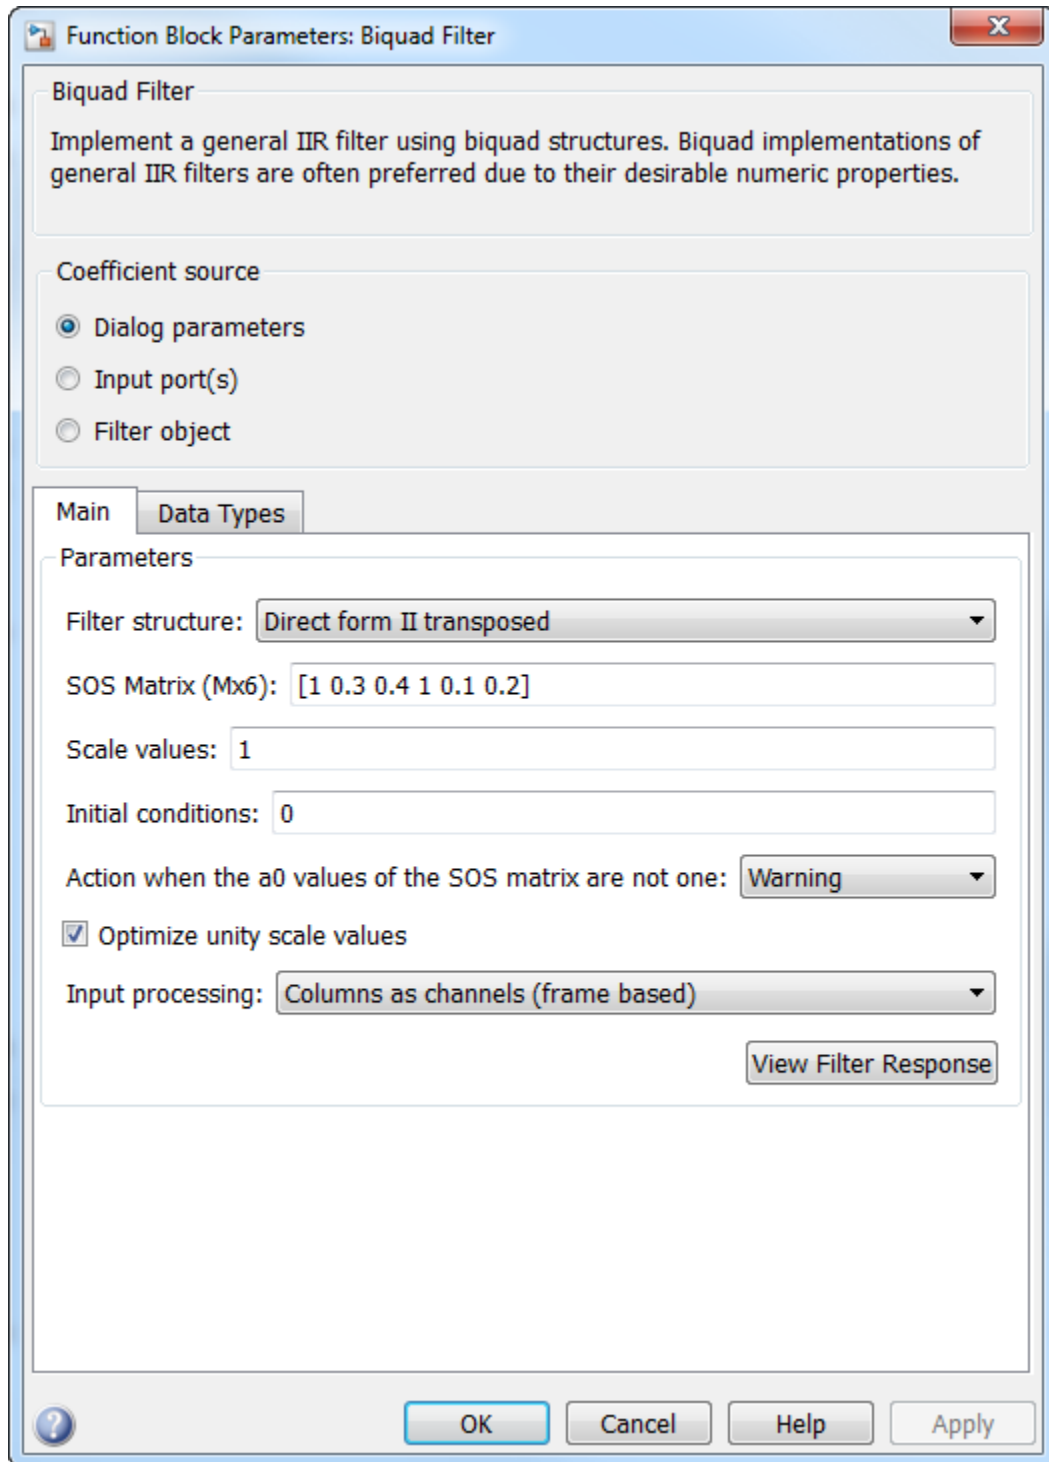 Function Block Parameters: Biquad Filter
X
Biquad Filter
Implement a general IIR filter using biquad structures. Biquad implementations of
general IIR filters are often preferred due to their desirable numeric properties.
Coefficient source
Dialog parameters
Input port(s)
Filter object
Main
Data Types
Parameters
Filter structure: Direct form II transposed
SOS Matrix (Mx6): [1 0.3 0.4 1 0.1 0.2]
Scale values: 1
Initial conditions: 0
Action when the a0 values of the SOS matrix are not one: Warning
Optimize unity scale values
Input processing: Columns as channels (frame based)
View Filter Response
?
OK
Cancel
Help
Apply